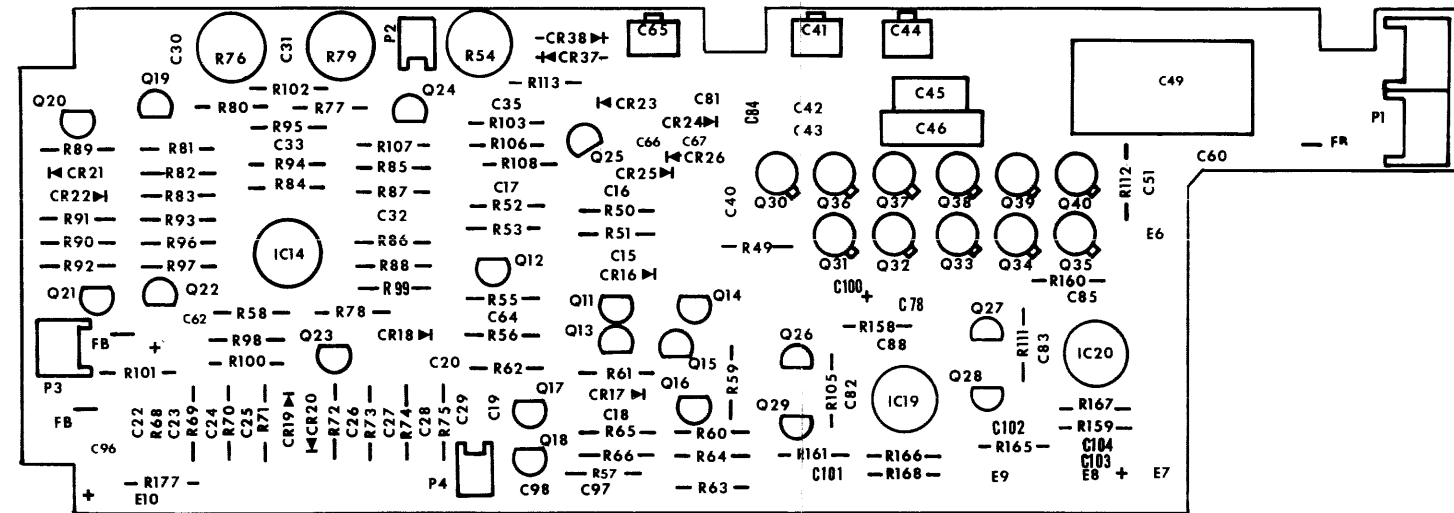 C30
R76
C31
R79
P2
R54
CR38
CR37
C65
C41
C44
C49
P1
Q19
R102
Q24
R113
Q20
R80
R77
C35
CR23
C81
C84
C42
C45
R95
R103
CR24
C43
C46
R89
R81
C33
R107
R106
Q25
C66
C67
CR26
FR
C60
CR21
R82
R94
R85
R108
CR25
CR22
R83
R84
R87
C17
C16
C40
Q30
Q36
Q37
Q38
Q39
Q40
R112
C51
R91
R93
C32
R52
R50
R90
R96
IC14
R86
R53
R51
R49
E6
R92
R97
R88
Q12
C15
CR16
Q31
Q32
Q33
Q34
Q35
Q21
Q22
R99
R55
Q11
Q14
C100
+
R160
C85
C62
R58
R78
C64
C78
Q27
FB
+
R98
Q23
CR18
R56
Q13
R158
C88
R111
C83
IC20
R100
Q26
P3
R101
C20
R62
R61
Q15
R59
R105
C82
IC19
Q28
FB
C22
R68
C23
R69
C24
R70
C25
R71
CR19
CR20
R72
C26
R73
C27
R74
C28
R75
C29
C19
Q17
CR17
Q16
Q29
R167
C18
C102
R159
C96
Q18
R65
R60
R165
C104
R66
R64
R161
R166
C103
R177
P4
R57
C101
R168
E9
E8
+
E7
+
E10
C98
C97
R63